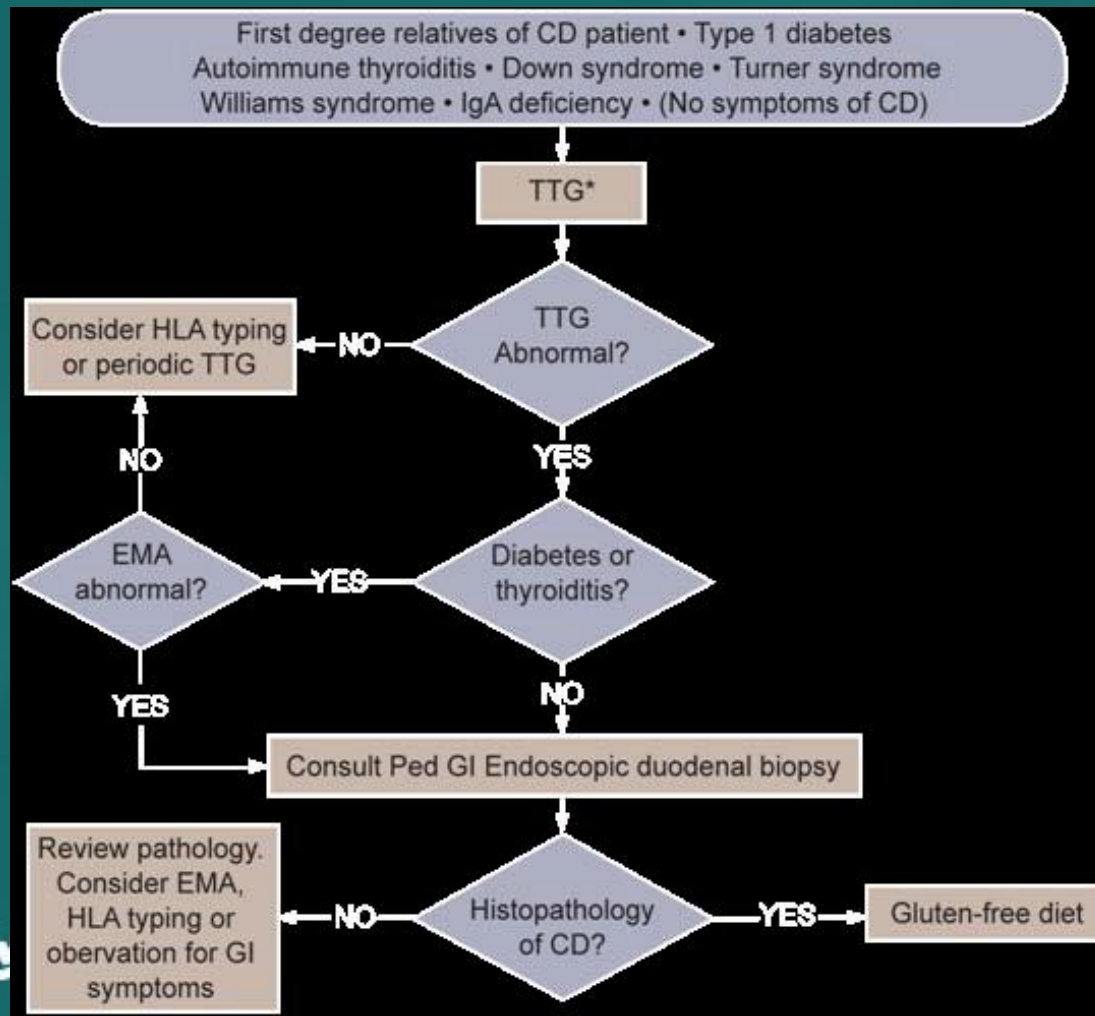 First degree relatives of CD patient • Type 1 diabetes
Autoimmune thyroiditis • Down syndrome • Turner syndrome
Williams syndrome • IgA deficiency • (No symptoms of CD)
TTG*
TTG
Abnormal?
NO
Consider HLA typing
or periodic TTG
YES
NO
Diabetes or
thyroiditis?
YES
EMA
abnormal?
NO
YES
Consult Ped GI Endoscopic duodenal biopsy
Histopathology
of CD?
NO
Review pathology.
Consider EMA,
HLA typing or
obervation for GI
symptoms
YES
Gluten-free diet